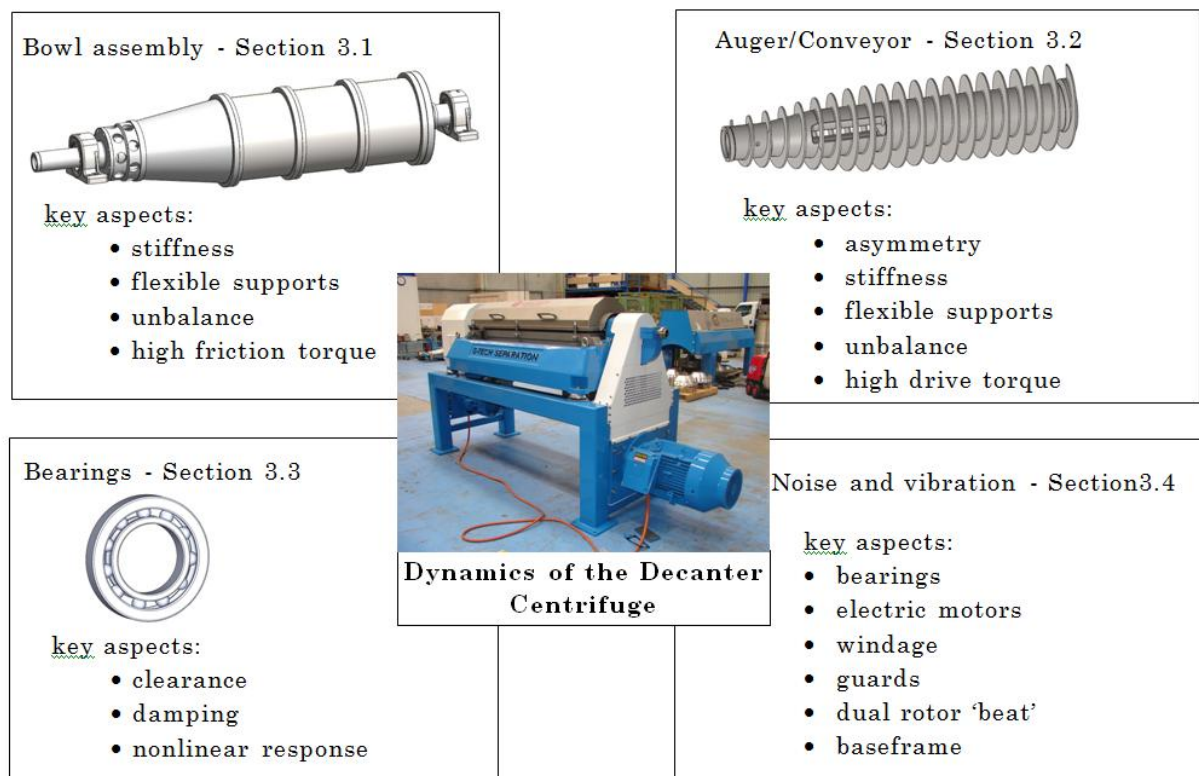 Bowl assembly - Section 3.1
key aspects:
• stiffness
• flexible supports
• unbalance
• high friction torque
Auger/Conveyor - Section 3.2
key aspects:
• asymmetry
• stiffness
• flexible supports
• unbalance
• high drive torque
G-TECH SEPARATION
Dynamics of the Decanter
Centrifuge
Bearings - Section 3.3
key aspects:
• clearance
• damping
• nonlinear response
Noise and vibration - Section3.4
key aspects:
• bearings
• electric motors
• windage
• guards
• dual rotor ‘beat’
• baseframe